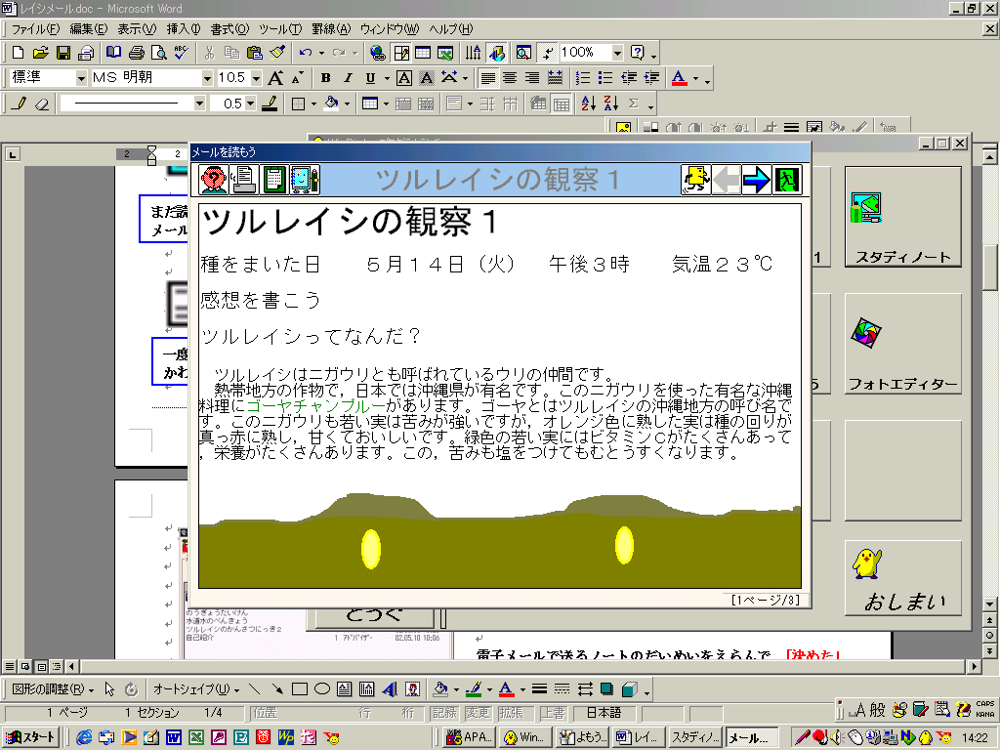 レイシメール.doc - Microsoft Word
ファイル(F) 編集(E) 表示(V) 挿入(I) 書式(O) ツール(T) 罫線(A) ウィンドウ(W) ヘルプ(H)
100%
標準 MS 明朝 10.5 B I U A A A
0.5
2 2
メールを読もう
ツルレイシの観察１
ツルレイシの観察１
種をまいた日 ５月１４日（火） 午後３時 気温２３℃
感想を書こう
ツルレイシってなんだ？
ツルレイシはニガウリとも呼ばれているウリの仲間です。
熱帯地方の作物で，日本では沖縄県が有名です。このニガウリを使った有名な沖縄
料理にゴーヤチャンプルーがあります。ゴーヤとはツルレイシの沖縄地方の呼び名で
す。このニガウリも若い実は苦みが強いですが，オレンジ色に熟した実は種の回りが
真っ赤に熟し，甘くておいしいです。緑色の若い実にはビタミンＣがたくさんあって
，栄養がたくさんあります。この，苦みも塩をつけてもむとうすくなります。
[1ページ/3]
まだ読
メール
一度
かわ
スタディノート
フォトエディター
おしまい
とうく
のうぎょうたいけん
水道水のべんきょう
ツルレイシのかんさつにっき２
自己紹介 1 アドバイザー 02.05.10 10:06
電子メールで送るノートのだいめいをえらんで、「決めた」
図形の調整(R) オートシェイプ(U)
1 ページ 1 セクション 1/4 位置 行 桁 記録 変更 拡張 上書 日本語
A 般 CAPS KANA
スタート APA... Win... よもう... レイ... スタディノ... メール... 14:22